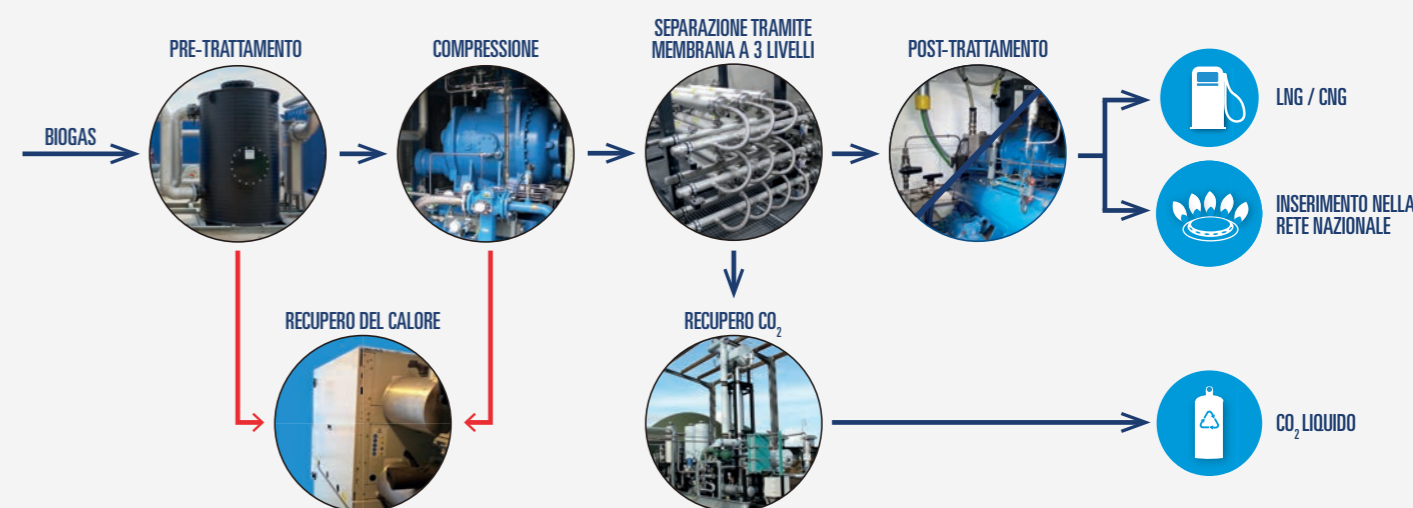 PRE-TRATTAMENTO
COMPRESSIONE
SEPARAZIONE TRAMITE
MEMBRANA A 3 LIVELLI
POST-TRATTAMENTO
BIOGAS
LNG / CNG
INSERIMENTO NELLA
RETE NAZIONALE
RECUPERO DEL CALORE
RECUPERO CO₂
CO₂ LIQUIDO